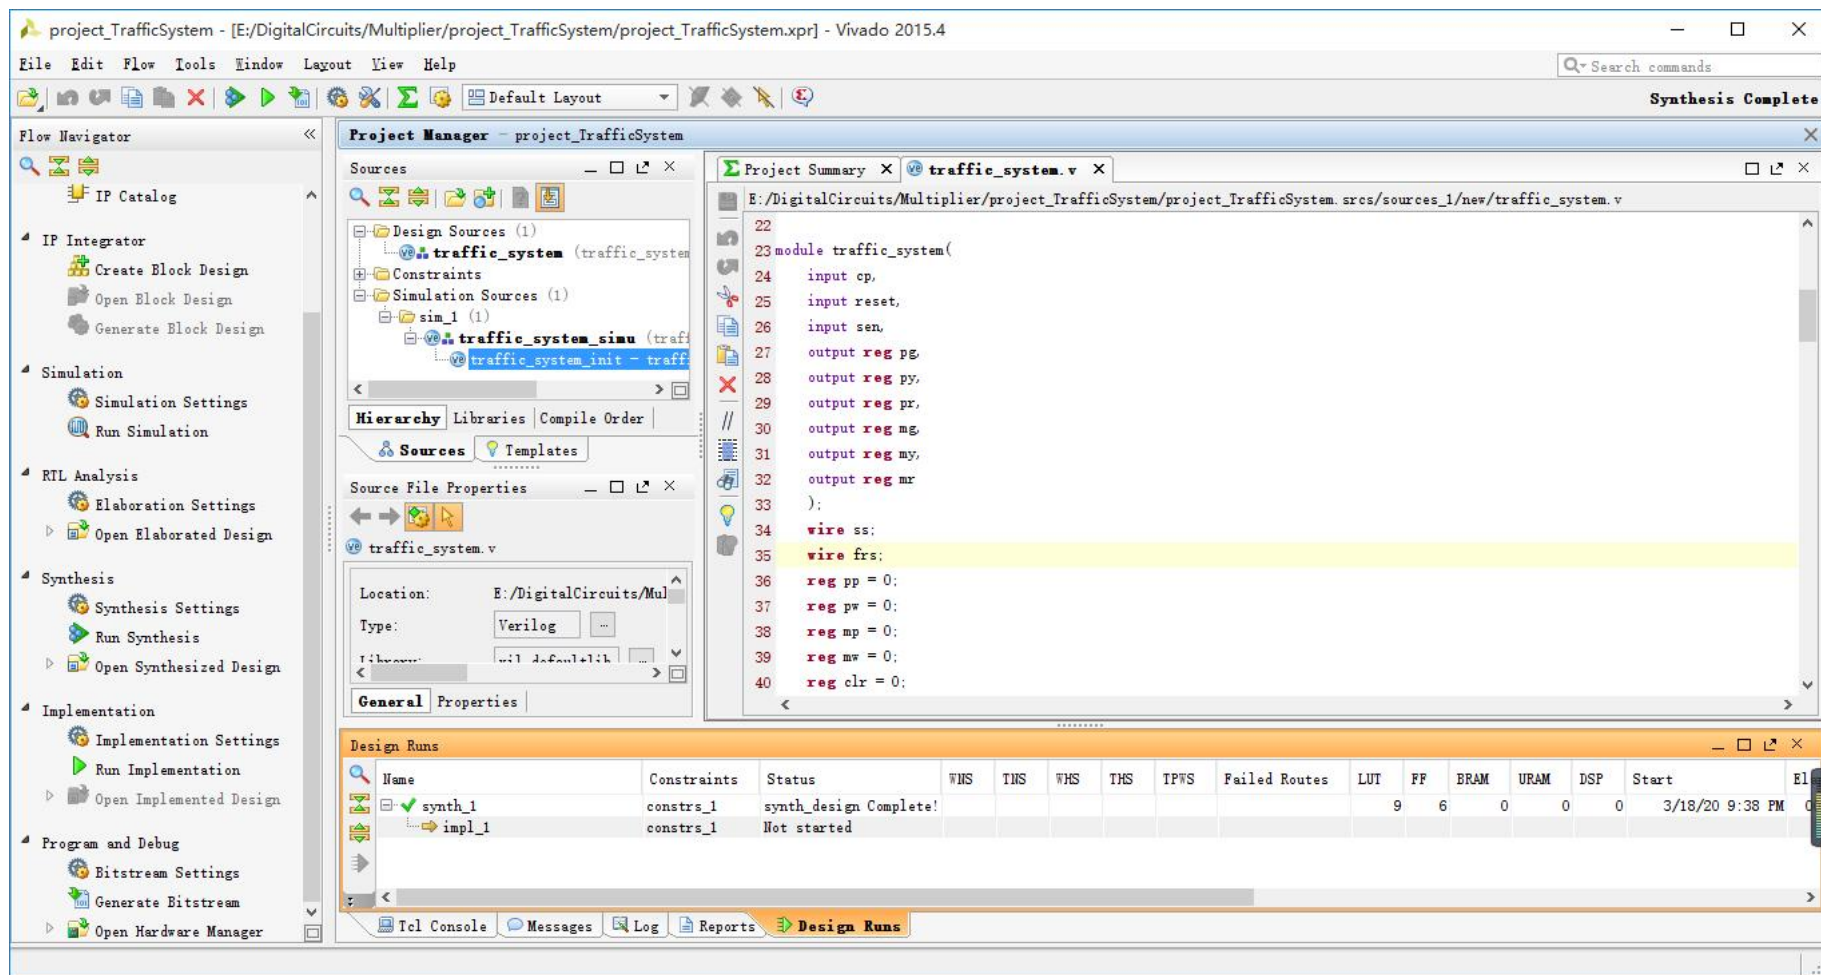 project_TrafficSystem - [E:/DigitalCircuits/Multiplier/project_TrafficSystem/project_TrafficSystem.xpr] - Vivado 2015.4
File Edit Flow Tools Window Layout View Help
Search commands
Default Layout
Synthesis Complete
Flow Navigator
IP Catalog
IP Integrator
Create Block Design
Open Block Design
Generate Block Design
Simulation
Simulation Settings
Run Simulation
RTL Analysis
Elaboration Settings
Open Elaborated Design
Synthesis
Synthesis Settings
Run Synthesis
Open Synthesized Design
Implementation
Implementation Settings
Run Implementation
Open Implemented Design
Program and Debug
Bitstream Settings
Generate Bitstream
Open Hardware Manager
Project Manager - project_TrafficSystem
Sources
Design Sources (1)
traffic_system (traffic_system
Constraints
Simulation Sources (1)
sim_1 (1)
traffic_system_simu (traff
traffic_system_init - traff
Hierarchy Libraries Compile Order
Sources Templates
Source File Properties
traffic_system.v
Location: E:/DigitalCircuits/Mul
Type: Verilog
Library: xil_defaultlib
General Properties
Project Summary traffic_system.v
E:/DigitalCircuits/Multiplier/project_TrafficSystem/project_TrafficSystem.srcs/sources_1/new/traffic_system.v
22
23 module traffic_system(
24 input cp,
25 input reset,
26 input sen,
27 output reg pg,
28 output reg py,
29 output reg pr,
30 output reg mg,
31 output reg my,
32 output reg mr
33 );
34 wire ss;
35 wire frs;
36 reg pp = 0;
37 reg pw = 0;
38 reg mp = 0;
39 reg mw = 0;
40 reg clr = 0;
Design Runs
Name Constraints Status WNS TNS WHS THS TPWS Failed Routes LUT FF BRAM URAM DSP Start El
synth_1 constrs_1 synth_design Complete! 9 6 0 0 0 3/18/20 9:38 PM
impl_1 constrs_1 Not started
Tcl Console Messages Log Reports Design Runs